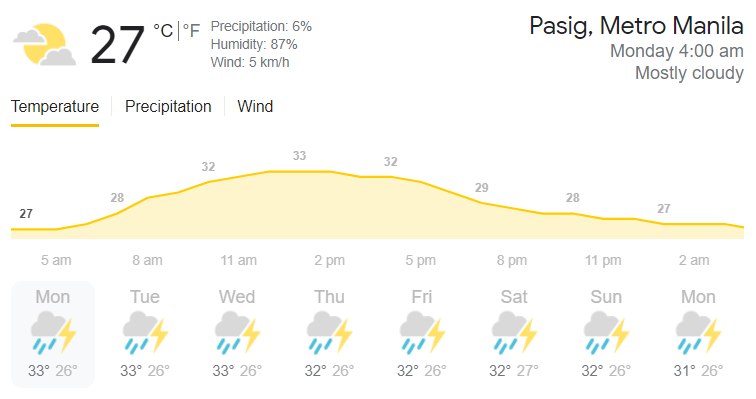 27 °C | °F
Precipitation: 6%
Humidity: 87%
Wind: 5 km/h
Pasig, Metro Manila
Monday 4:00 am
Mostly cloudy
Temperature | Precipitation | Wind
27 28 32 33 32 29 28 27
5 am 8 am 11 am 2 pm 5 pm 8 pm 11 pm 2 am
Mon Tue Wed Thu Fri Sat Sun Mon
33° 26° 33° 26° 33° 26° 32° 26° 32° 26° 32° 27° 32° 26° 31° 26°